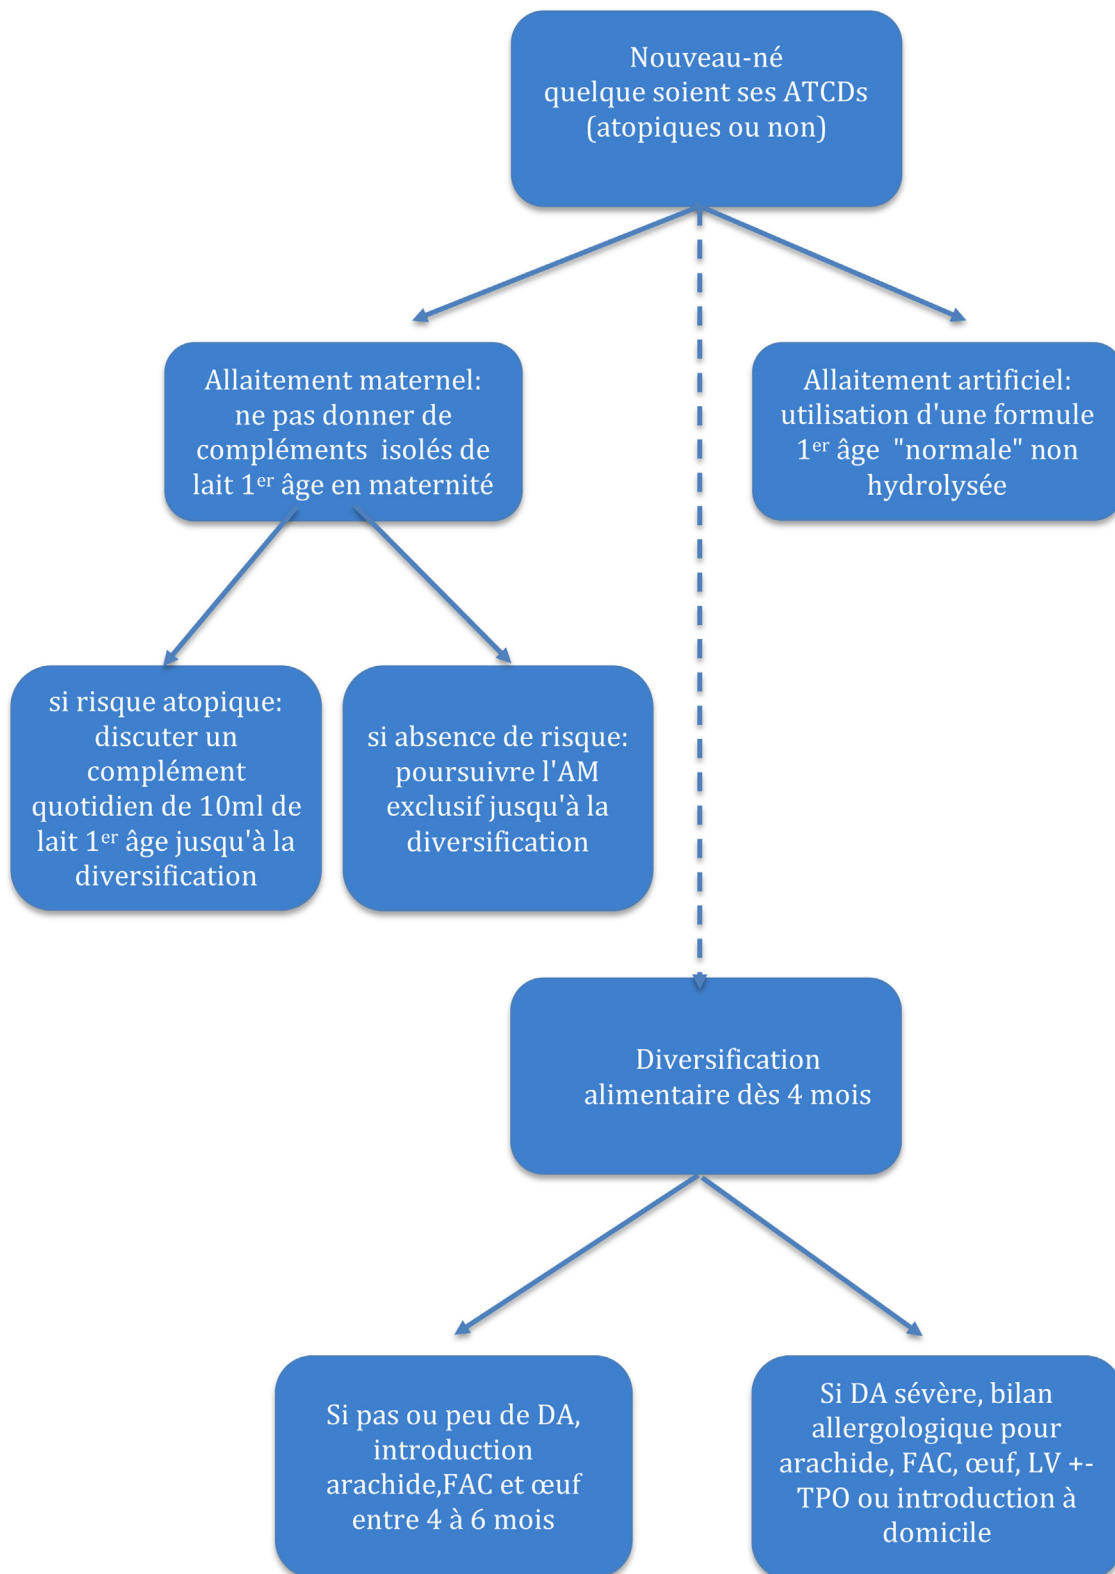 Nouveau-né
quelque soient ses ATCDs
(atopiques ou non)
Allaitement maternel:
ne pas donner de
compléments isolés de
lait 1er âge en maternité
Allaitement artificiel:
utilisation d'une formule
1er âge "normale" non
hydrolysée
si risque atopique:
discuter un
complément
quotidien de 10ml de
lait 1er âge jusqu'à la
diversification
si absence de risque:
poursuivre l'AM
exclusif jusqu'à la
diversification
Diversification
alimentaire dès 4 mois
Si pas ou peu de DA,
introduction
arachide,FAC et œuf
entre 4 à 6 mois
Si DA sévère, bilan
allergologique pour
arachide, FAC, œuf, LV +-
TPO ou introduction à
domicile